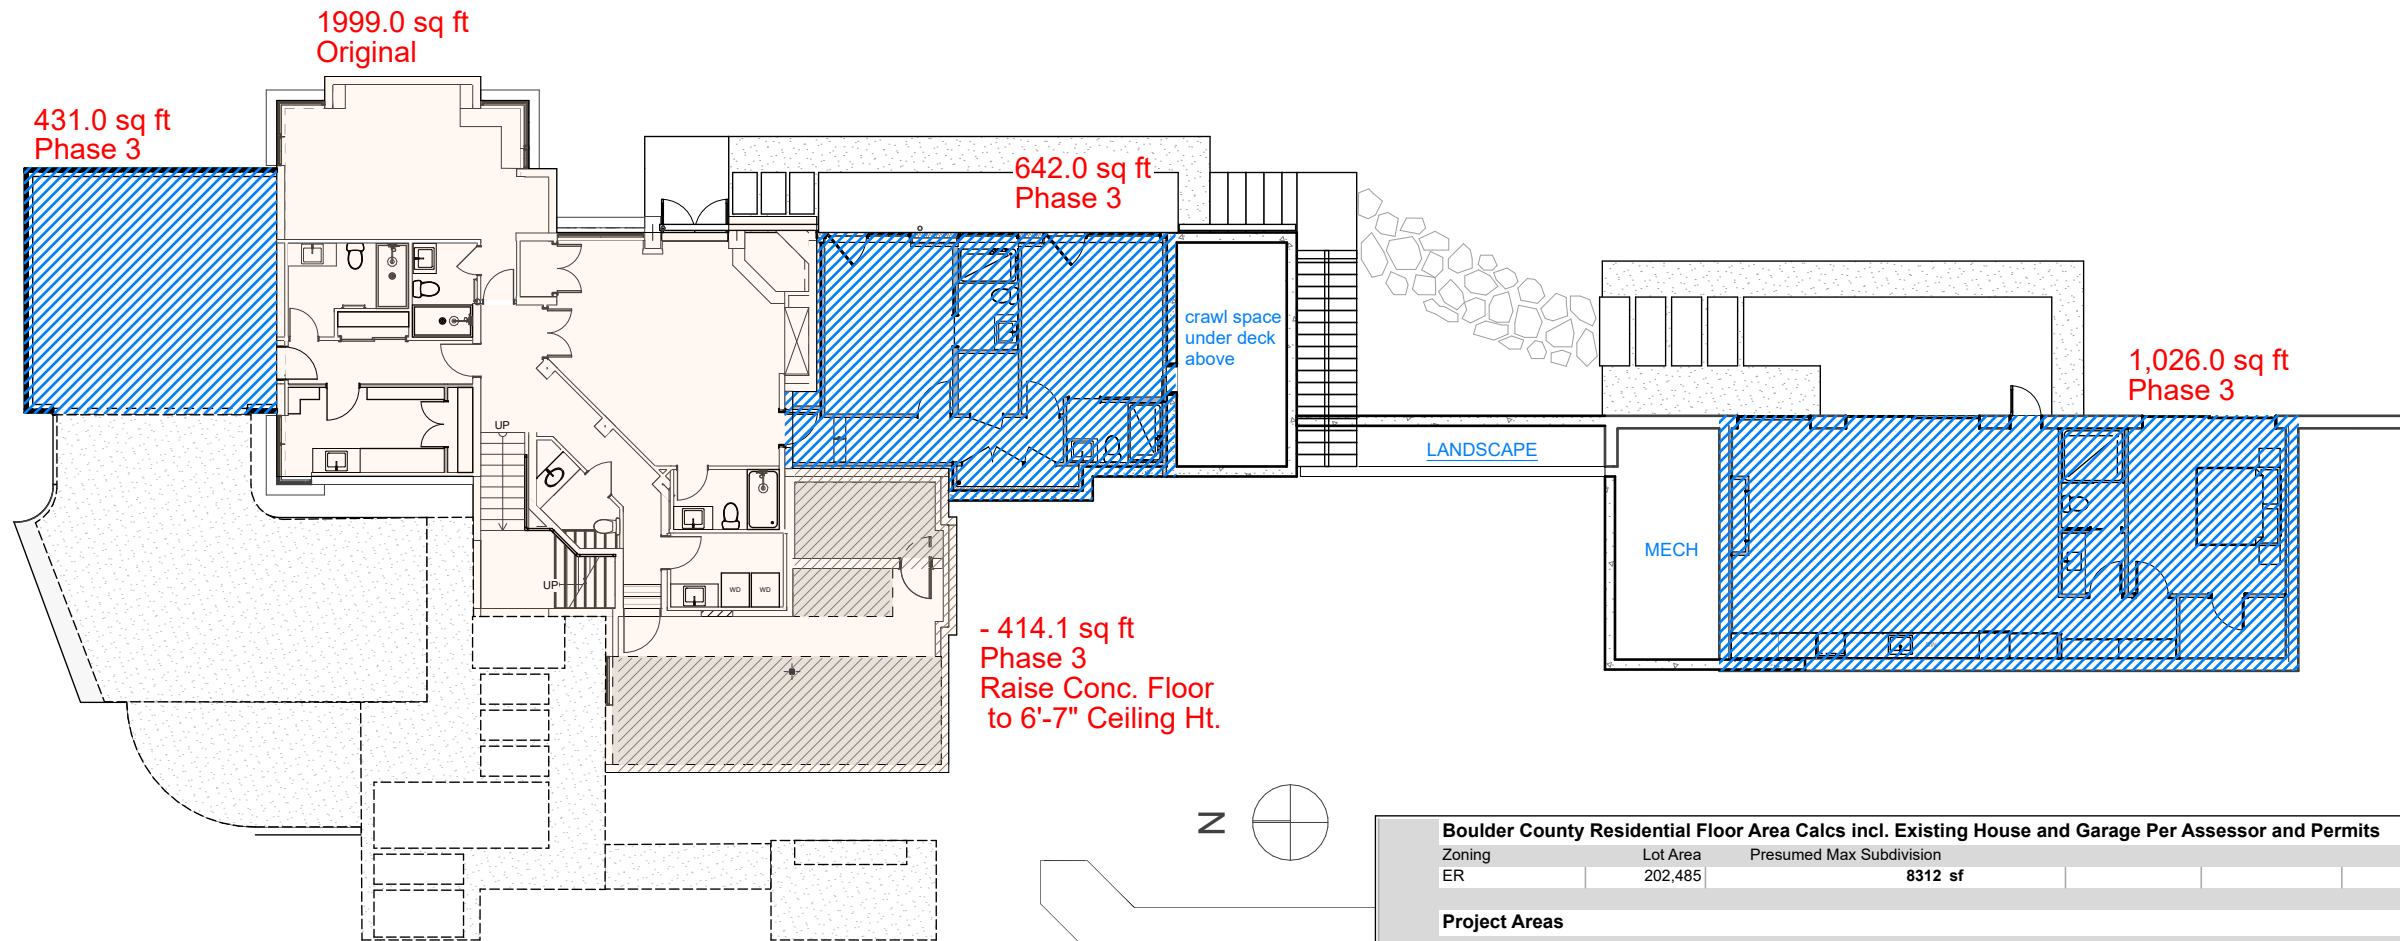 1999.0 sq ft
Original
431.0 sq ft
Phase 3
642.0 sq ft
Phase 3
crawl space
under deck
above
1,026.0 sq ft
Phase 3
UP
LANDSCAPE
MECH
UP
WD WD
- 414.1 sq ft
Phase 3
Raise Conc. Floor
to 6'-7" Ceiling Ht.
N
Boulder County Residential Floor Area Calcs incl. Existing House and Garage Per Assessor and Permits
Zoning Lot Area Presumed Max Subdivision
ER 202,485 8312 sf
Project Areas